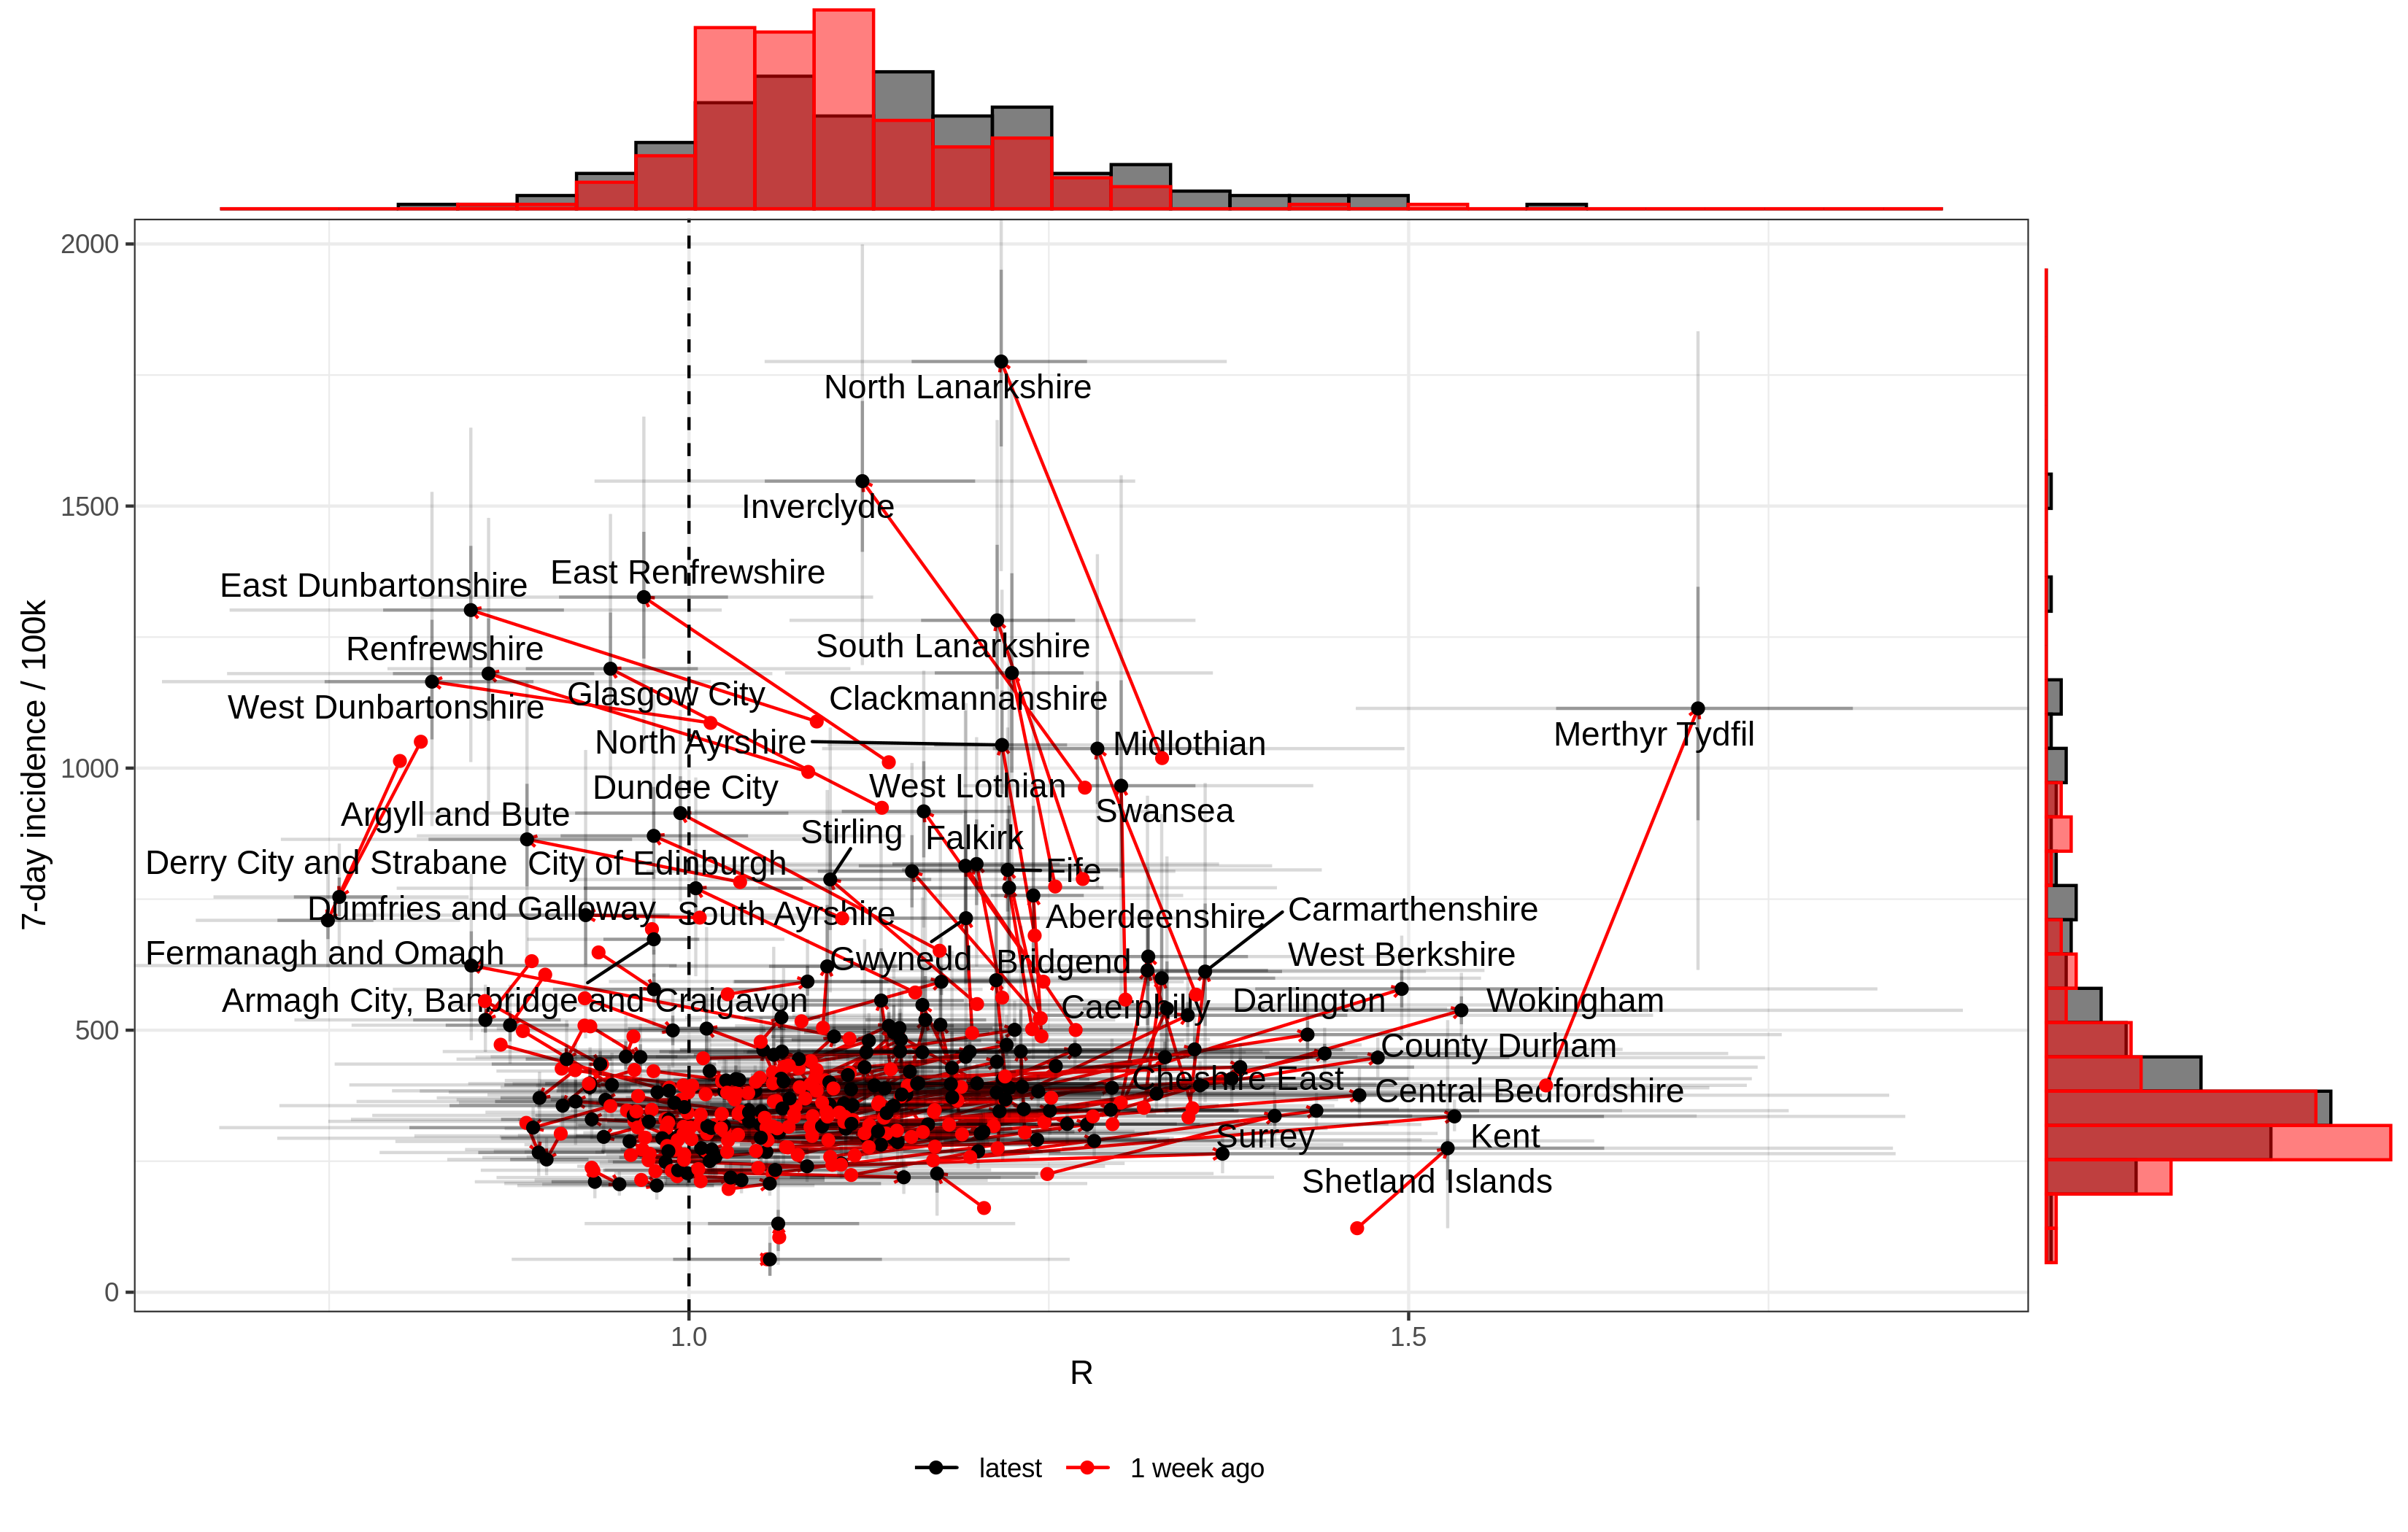 2000
North Lanarkshire
1500
Inverclyde
East Renfrewshire
East Dunbartonshire
South Lanarkshire
Renfrewshire
Glasgow City
Clackmannanshire
West Dunbartonshire
Merthyr Tydfil
North Ayrshire
Midlothian
1000
Dundee City
West Lothian
Swansea
Argyll and Bute
Stirling
Falkirk
Derry City and Strabane
City of Edinburgh
Fife
Dumfries and Galloway
South Ayrshire
Aberdeenshire
Carmarthenshire
Fermanagh and Omagh
Gwynedd
Bridgend
West Berkshire
Armagh City, Banbridge and Craigavon
Caerphilly
Darlington
Wokingham
500
County Durham
Cheshire East
Central Bedfordshire
Surrey
Kent
Shetland Islands
0
7-day incidence / 100k
1.0
1.5
R
latest
1 week ago